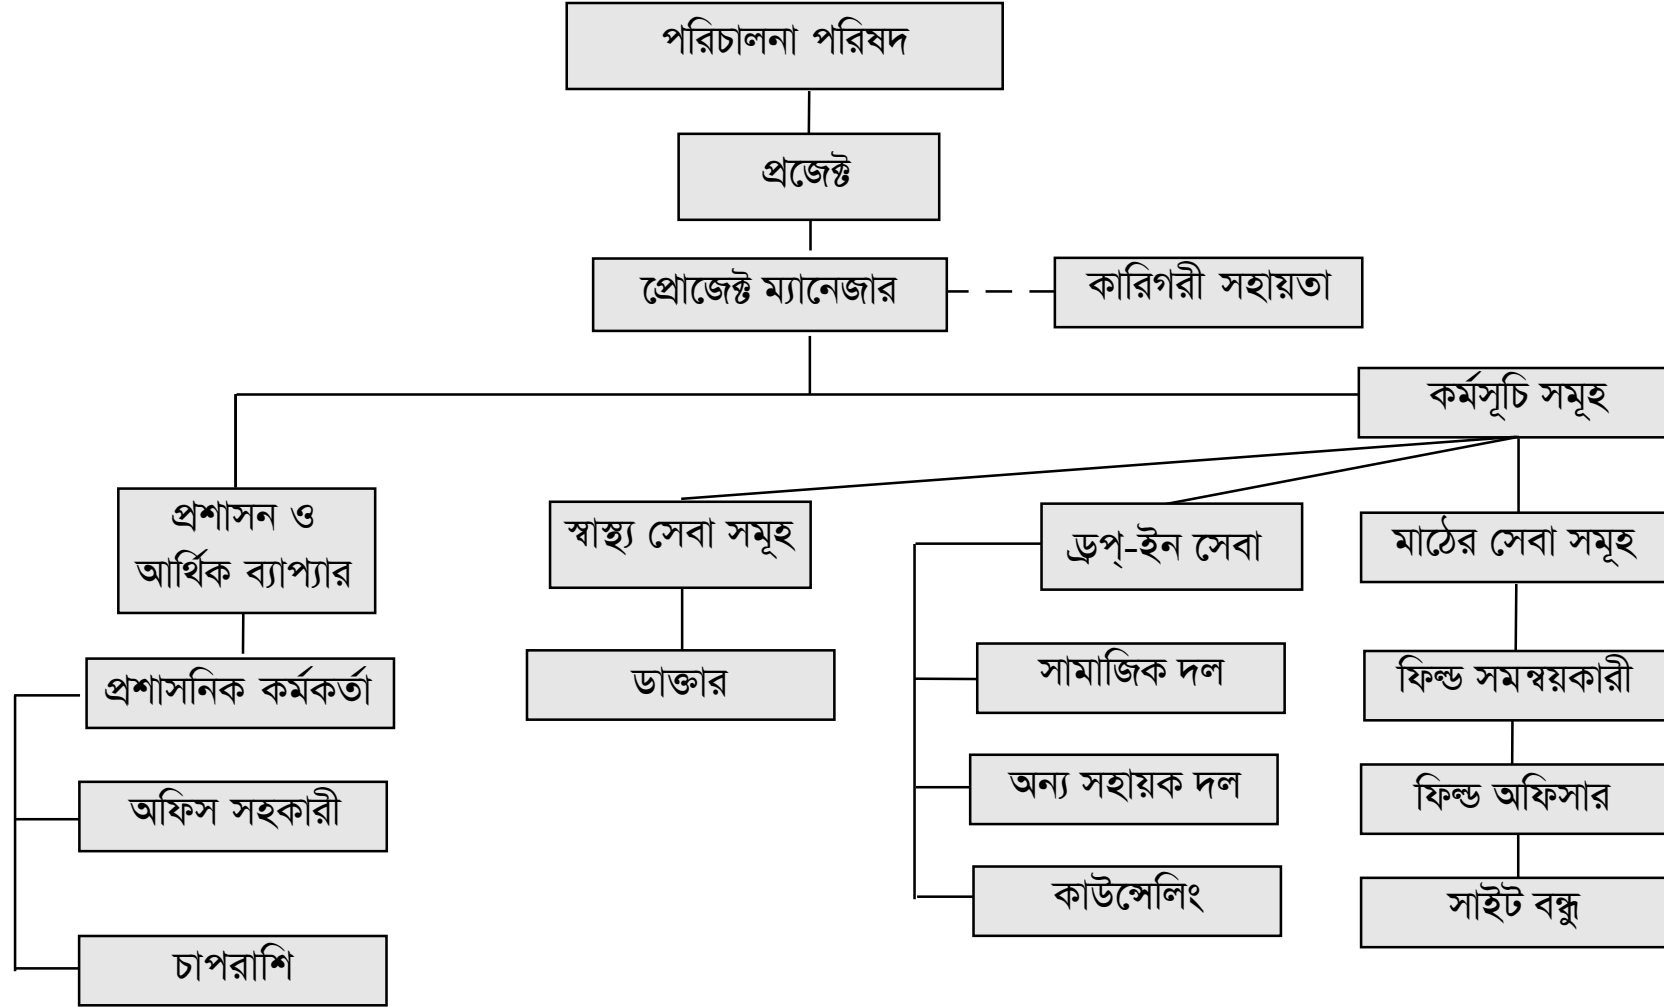 পরিচালনা পরিষদ
প্রজেক্ট
প্রোজেক্ট ম্যানেজার
কারিগরী সহায়তা
কর্মসূচি সমূহ
প্রশাসন ও
আর্থিক ব্যাপ্যার
স্বাস্থ্য সেবা সমূহ
ড্রপ্-ইন সেবা
মাঠের সেবা সমূহ
প্রশাসনিক কর্মকর্তা
ডাক্তার
সামাজিক দল
ফিল্ড সমন্বয়কারী
অফিস সহকারী
অন্য সহায়ক দল
ফিল্ড অফিসার
কাউন্সেলিং
সাইট বন্ধু
চাপরাশি